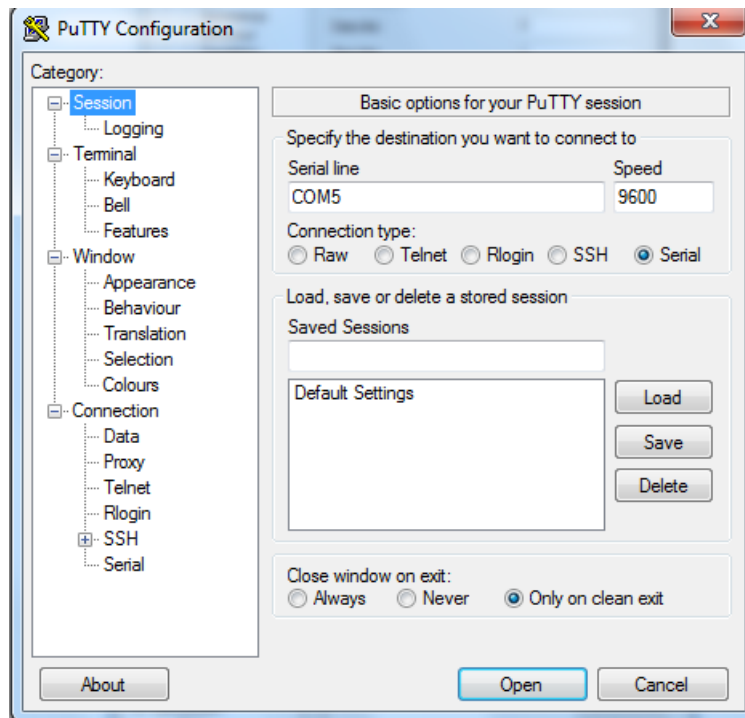 PuTTY Configuration
Category:
Session
Logging
Terminal
Keyboard
Bell
Features
Window
Appearance
Behaviour
Translation
Selection
Colours
Connection
Data
Proxy
Telnet
Rlogin
SSH
Serial
Basic options for your PuTTY session
Specify the destination you want to connect to
Serial line Speed
COM5 9600
Connection type:
Raw Telnet Rlogin SSH Serial
Load, save or delete a stored session
Saved Sessions
Default Settings
Load
Save
Delete
Close window on exit:
Always Never Only on clean exit
About Open Cancel